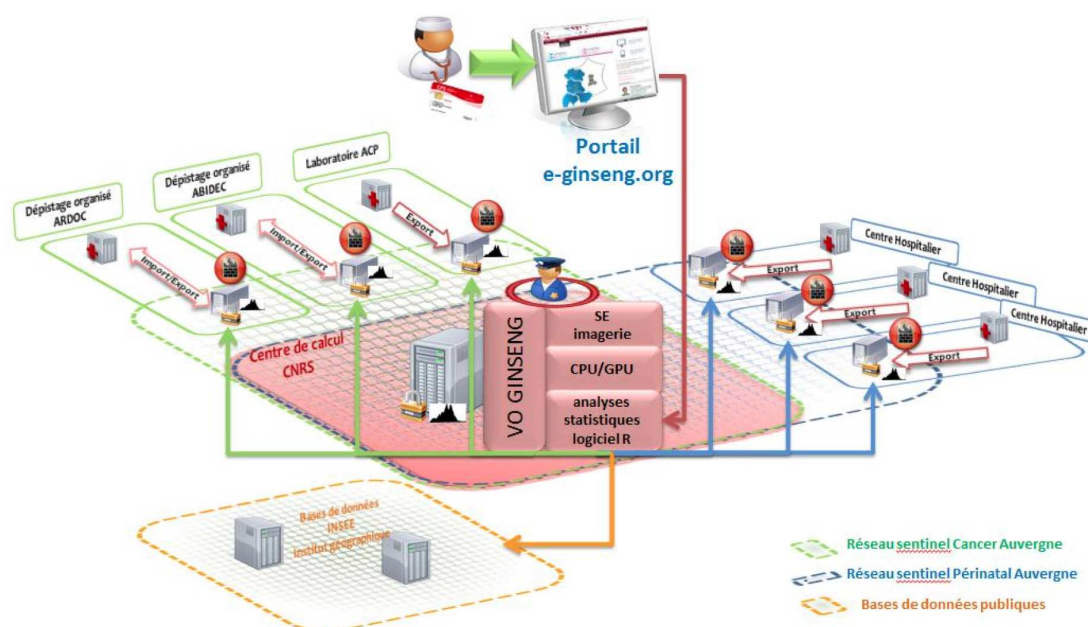 CPS
Portail
e-ginseng.org
Laboratoire ACP
Dépistage organisé
ABIDEC
Dépistage organisé
ARDOC
Export
Import/Export
Import/Export
Centre Hospitalier
Export
Centre Hospitalier
Export
Centre Hospitalier
Export
Centre de calcul
CNRS
VO GINSENG
SE
imagerie
CPU/GPU
analyses
statistiques
logiciel R
Bases de données
INSEE
Institut géographique
Réseau sentinel Cancer Auvergne
Réseau sentinel Périnatal Auvergne
Bases de données publiques